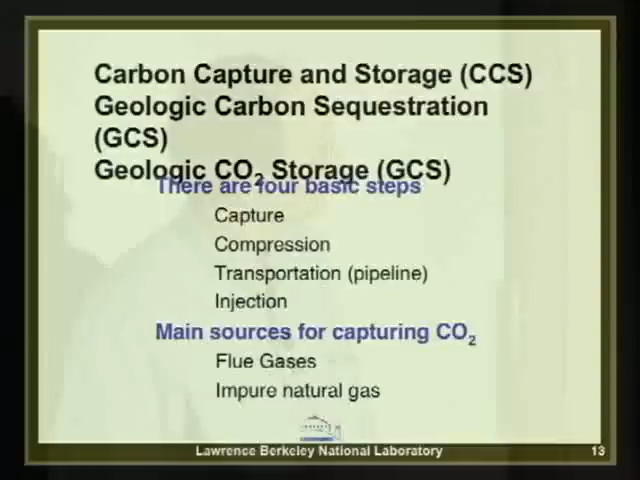 Carbon Capture and Storage (CCS)
Geologic Carbon Sequestration
(GCS)
Geologic CO₂ Storage (GCS)
There are four basic steps
Capture
Compression
Transportation (pipeline)
Injection
Main sources for capturing CO₂
Flue Gases
Impure natural gas
Lawrence Berkeley National Laboratory
13